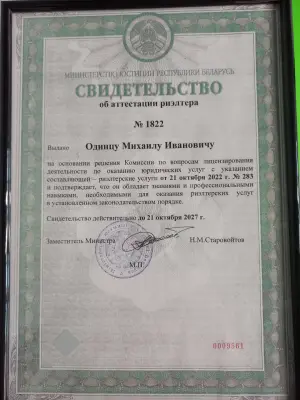 МИНИСТЕРСТВО ЮСТИЦИИ РЕСПУБЛИКИ БЕЛАРУСЬ
СВИДЕТЕЛЬСТВО
об аттестации риэлтера
№ 1822
Выдано Одинцу Михаилу Ивановичу
на основании решения Комиссии по вопросам лицензирования
деятельности по оказанию юридических услуг с указанием
составляющей – риэлтерские услуги от 21 октября 2022 г. № 283
и подтверждает, что он обладает знаниями и профессиональными
навыками, необходимыми для оказания риэлтерских услуг
в установленном законодательством порядке.
Свидетельство действительно до 21 октября 2027 г.
Заместитель Министра Н.М.Старовойтов
М.П.
0000561